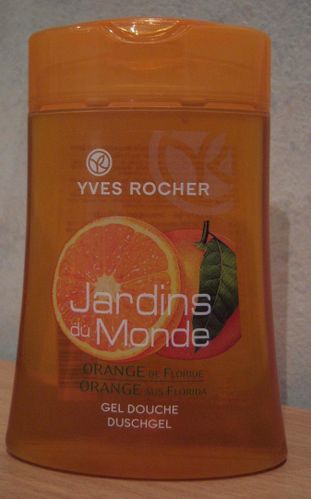 YVES ROCHER
Jardins
du Monde
ORANGE DE FLORIDE
ORANGE AUS FLORIDA
GEL DOUCHE
DUSCHGEL